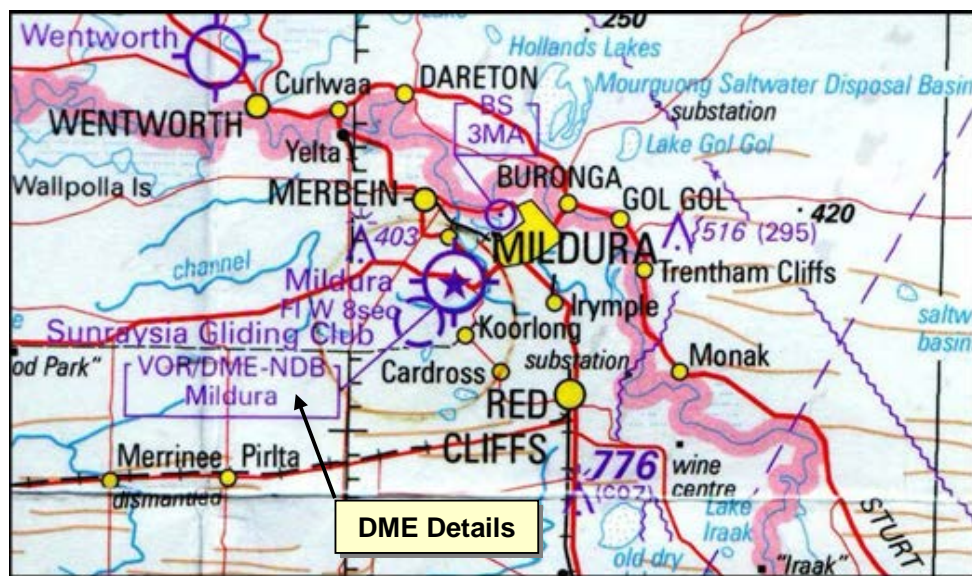 Wentworth
250
Hollands Lakes
Curlwaa
DARETON
Mourquong Saltwater Disposal Basin
BS
3MA
substation
WENTWORTH
Lake Gol Gol
Yelta
Wallpolla Is
BURONGA
MERBEIN
GOL GOL
420
403
MILDURA
516 (295)
channel
Mildura
Trentham Cliffs
Fl W 8sec
Irymple
Sunraysia Gliding Club
Koorlong
substation
od Park"
VOR/DME-NDB
Mildura
Cardross
Monak
saltw
basin
RED
CLIFFS
Merrinee
Pirlta
dismantled
776
wine
centre
DME Details
Lake
Iraak
STURT
old dry
"Iraak"